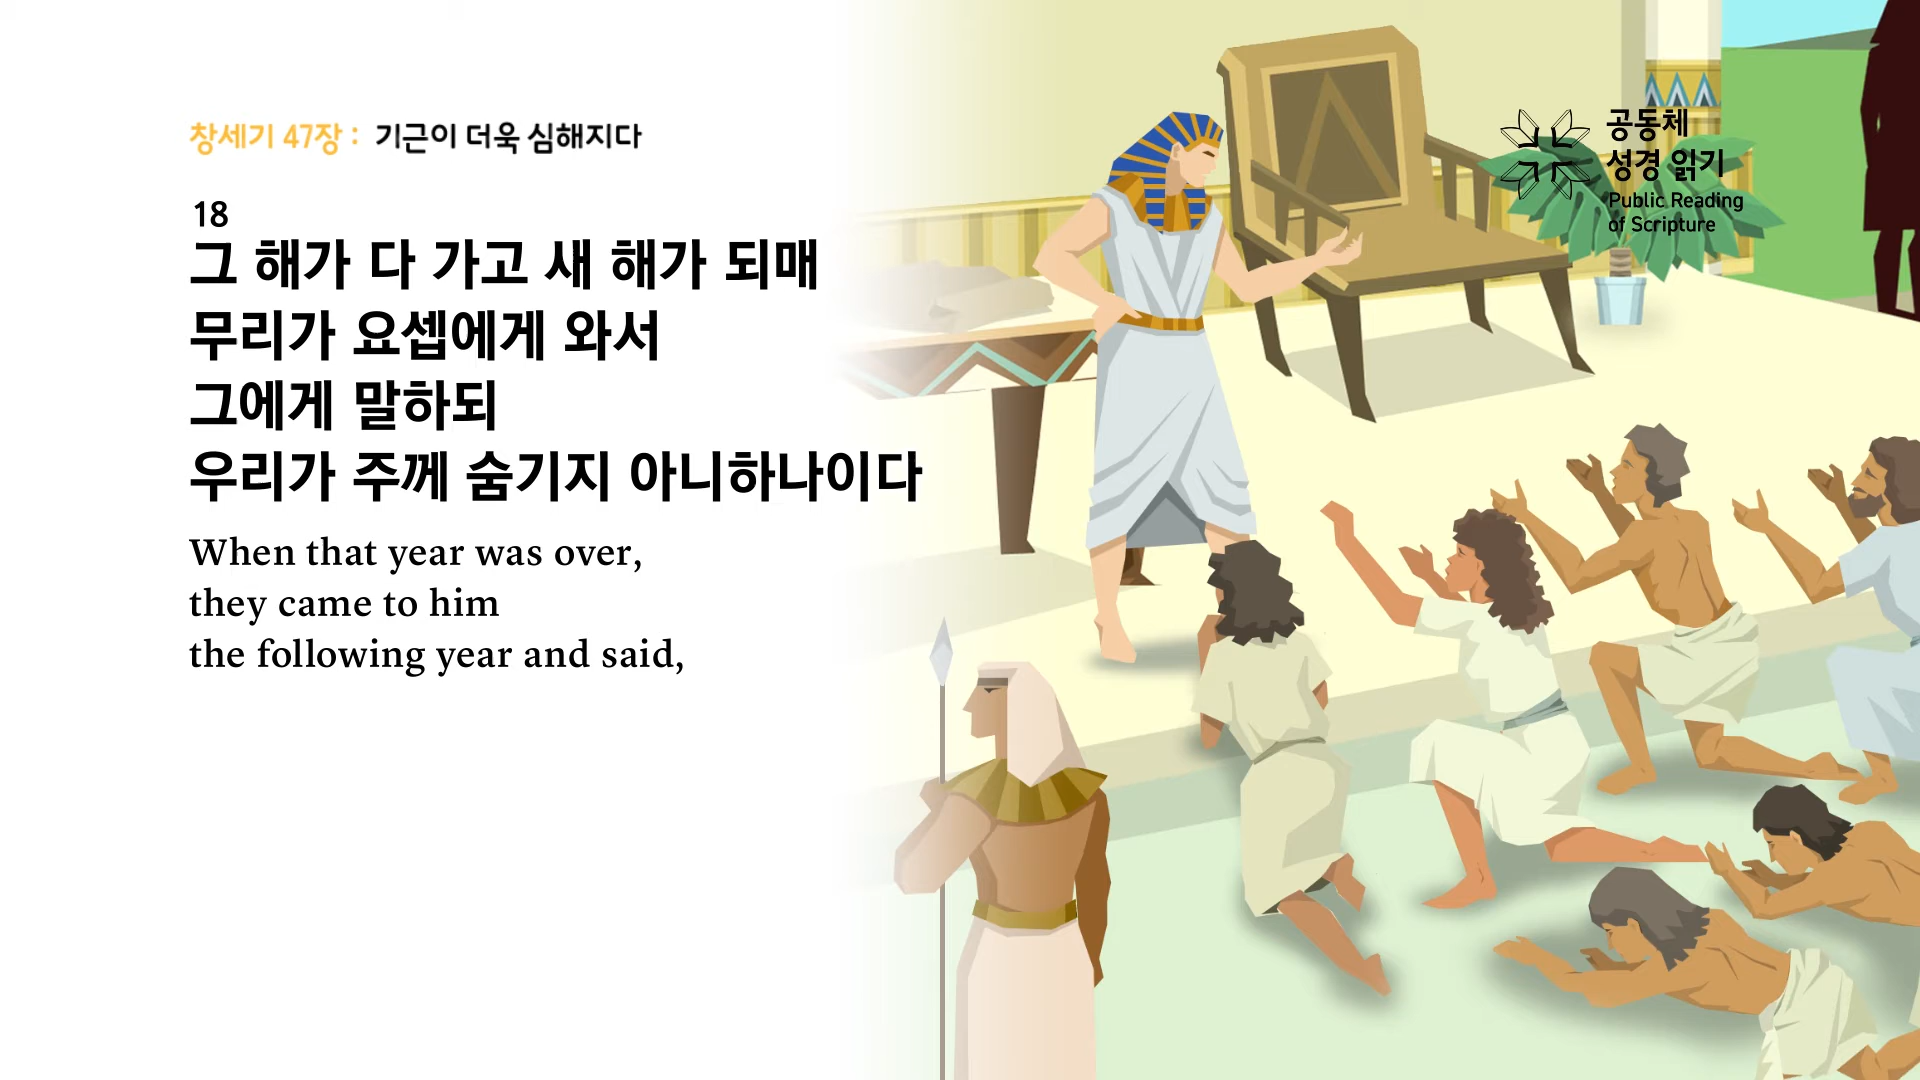 창세기 47장 : 기근이 더욱 심해지다
18
그 해가 다 가고 새 해가 되매
무리가 요셉에게 와서
그에게 말하되
우리가 주께 숨기지 아니하나이다
When that year was over,
they came to him
the following year and said,
공동체
성경 읽기
Public Reading
of Scripture